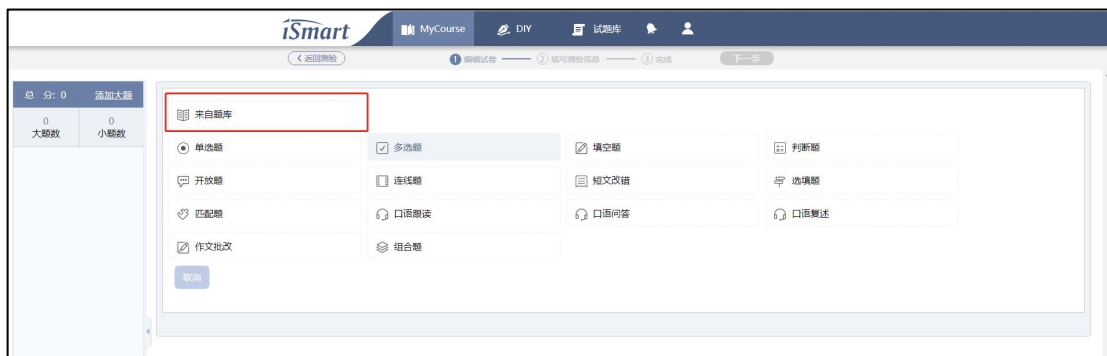 iSmart MyCourse DIY 试题库
返回测验 1 编辑试卷 2 填写测验信息 3 完成 下一步
总 分: 0 添加大题
0 0
大题数 小题数
来自题库
单选题 多选题 填空题 判断题
开放题 连线题 短文改错 选填题
匹配题 口语跟读 口语问答 口语复述
作文批改 组合题
取消